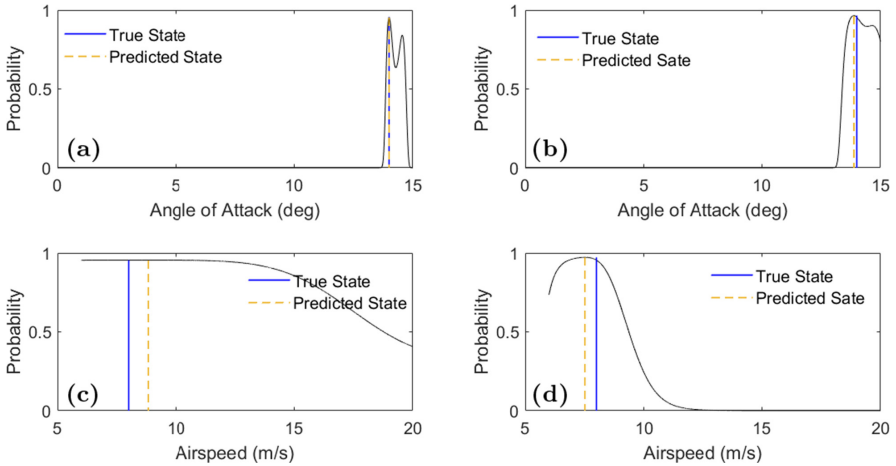 1
0.5
0
Probability
True State
Predicted State
(a)
0 5 10 15
Angle of Attack (deg)
1
0.5
0
Probability
True State
Predicted Sate
(b)
0 5 10 15
Angle of Attack (deg)
1
0.5
0
Probability
True State
Predicted State
(c)
5 10 15 20
Airspeed (m/s)
1
0.5
0
Probability
True State
Predicted Sate
(d)
5 10 15 20
Airspeed (m/s)